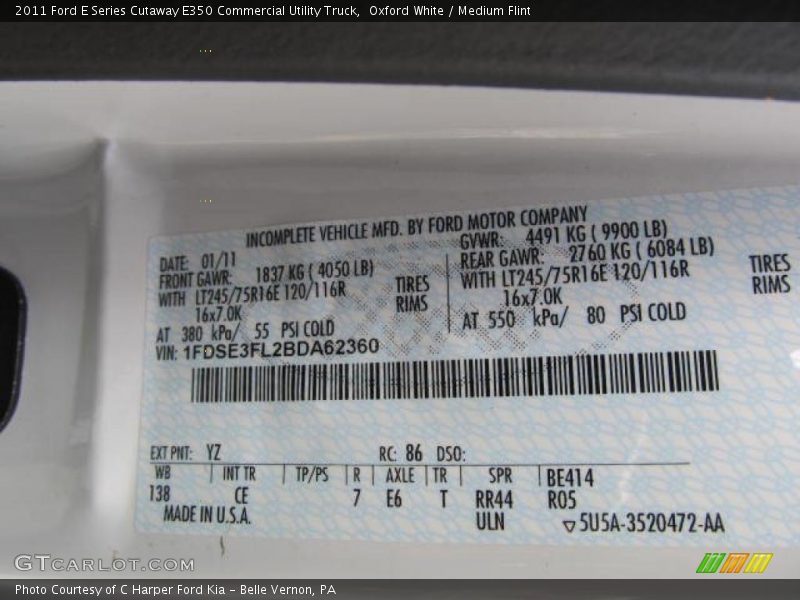 2011 Ford E Series Cutaway E350 Commercial Utility Truck,  Oxford White / Medium Flint
INCOMPLETE VEHICLE MFD. BY FORD MOTOR COMPANY
DATE: 01/11 GVWR: 4491 KG ( 9900 LB)
FRONT GAWR: 1837 KG ( 4050 LB) REAR GAWR: 2760 KG ( 6084 LB)
WITH LT245/75R16E 120/116R TIRES WITH LT245/75R16E 120/116R TIRES
16x7.0K RIMS 16x7.0K RIMS
AT 380 kPa/ 55 PSI COLD AT 550 kPa/ 80 PSI COLD
VIN: 1FDSE3FL2BDA62360
EXT PNT: YZ RC: 86 DSO:
WB INT TR TP/PS R AXLE TR SPR BE414
138 CE 7 E6 T RR44 R05
MADE IN U.S.A. ULN ▽5U5A-3520472-AA
GTCARLOT.COM
Photo Courtesy of C Harper Ford Kia - Belle Vernon, PA